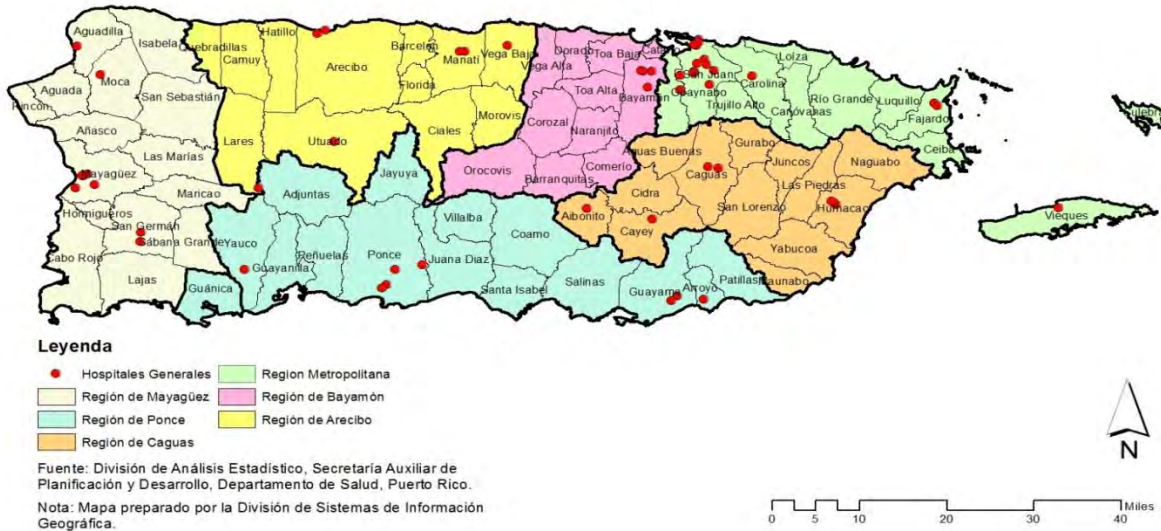 Aguadilla
Isabela
Quebradillas
Camuy
Hatillo
Arecibo
Barcelon
Manatí
Vega Baja
Dorado
Vega Alta
Toa Baja
Cataño
Loíza
Moca
Aguada
Rincón
San Sebastián
Florida
Toa Alta
Bayamón
San Juan
Guaynabo
Carolina
Trujillo Alto
Canóvanas
Río Grande
Luquillo
Fajardo
Ceiba
Añasco
Lares
Utuado
Ciales
Morovis
Corozal
Naranjito
Las Marías
Mayagüez
Maricao
Adjuntas
Jayuya
Orocovis
Barranquitas
Comerío
Aguas Buenas
Caguas
Gurabo
Juncos
Naguabo
Las Piedras
Humacao
Cidra
Aibonito
Cayey
San Lorenzo
Yabucoa
Maunabo
Vieques
Hormigueros
San Germán
Sábana Grande
Cabo Rojo
Lajas
Yauco
Guánica
Guayanilla
Peñuelas
Ponce
Juana Diaz
Villalba
Coamo
Santa Isabel
Salinas
Guayama
Arroyo
Patillas
Leyenda
Hospitales Generales
Region Metropolitana
Región de Mayagüez
Región de Bayamón
Región de Ponce
Región de Arecibo
Región de Caguas
Fuente: División de Análisis Estadístico, Secretaría Auxiliar de
Planificación y Desarrollo, Departamento de Salud, Puerto Rico.
Nota: Mapa preparado por la División de Sistemas de Información
Geográfica.
N
Miles
0 5 10 20 30 40